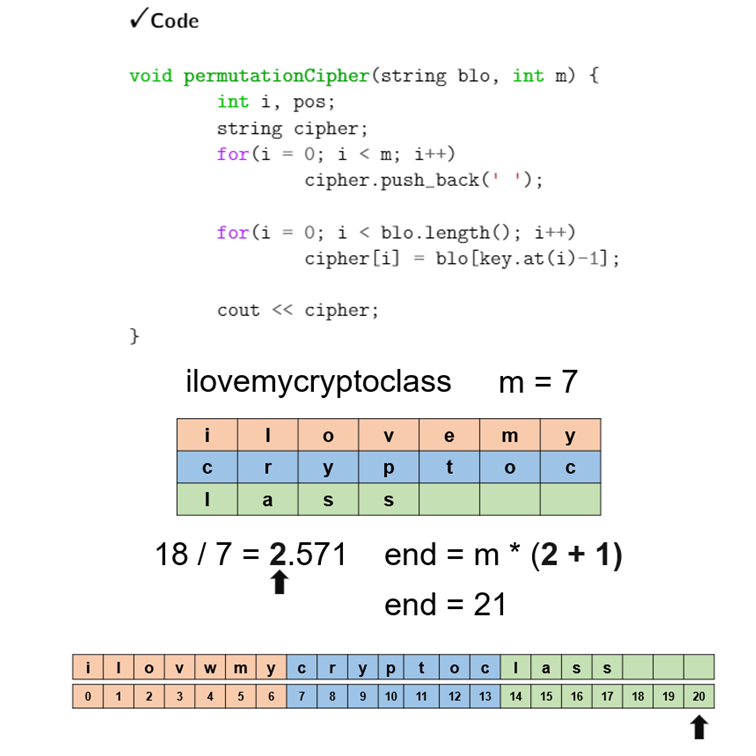 ✓Code
void permutationCipher(string blo, int m) {
int i, pos;
string cipher;
for(i = 0; i < m; i++)
cipher.push_back(' ');
for(i = 0; i < blo.length(); i++)
cipher[i] = blo[key.at(i)-1];
cout << cipher;
}
ilovemycryptoclass m = 7
i l o v e m y
c r y p t o c
l a s s
18 / 7 = 2.571 end = m * (2 + 1)
end = 21
i l o v w m y c r y p t o c l a s s
0 1 2 3 4 5 6 7 8 9 10 11 12 13 14 15 16 17 18 19 20